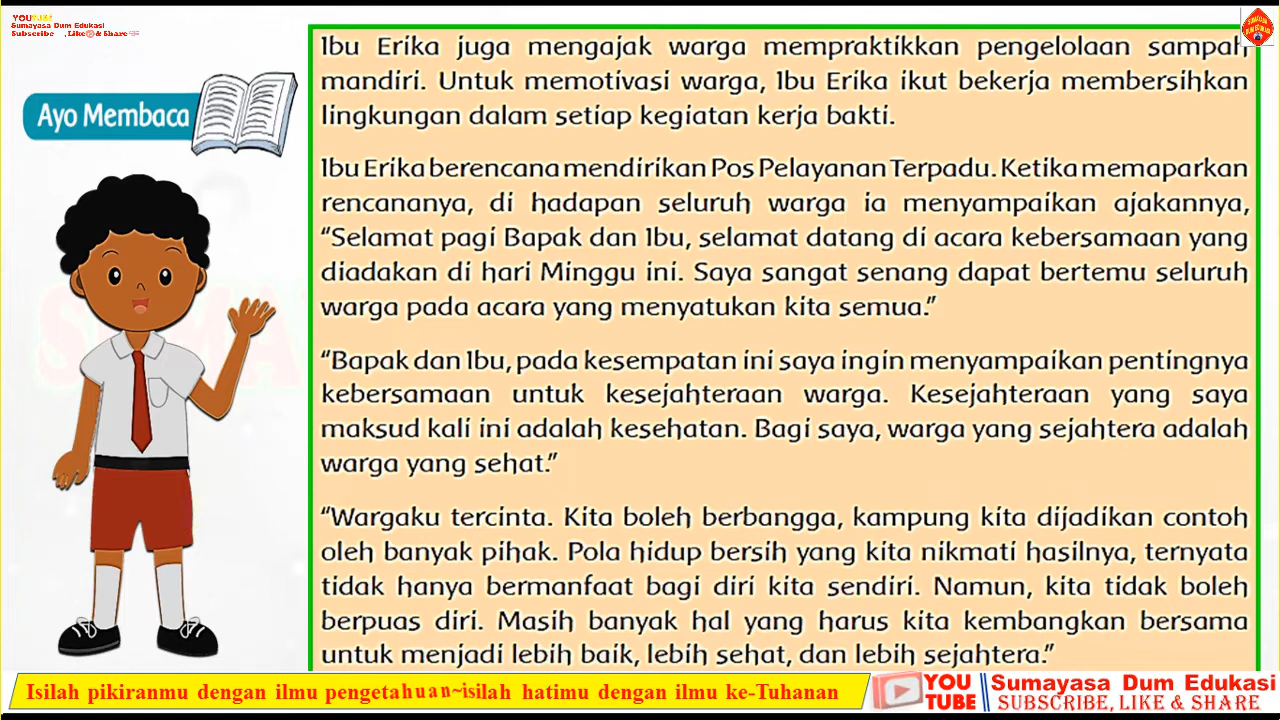 YOUTUBE
Sumayasa Dum Edukasi
Subscribe , Like & Share
Ayo Membaca
Ibu Erika juga mengajak warga mempraktikkan pengelolaan sampah
mandiri. Untuk memotivasi warga, Ibu Erika ikut bekerja membersihkan
lingkungan dalam setiap kegiatan kerja bakti.
Ibu Erika berencana mendirikan Pos Pelayanan Terpadu. Ketika memaparkan
rencananya, di hadapan seluruh warga ia menyampaikan ajakannya,
“Selamat pagi Bapak dan Ibu, selamat datang di acara kebersamaan yang
diadakan di hari Minggu ini. Saya sangat senang dapat bertemu seluruh
warga pada acara yang menyatukan kita semua.”
“Bapak dan Ibu, pada kesempatan ini saya ingin menyampaikan pentingnya
kebersamaan untuk kesejahteraan warga. Kesejahteraan yang saya
maksud kali ini adalah kesehatan. Bagi saya, warga yang sejahtera adalah
warga yang sehat.”
“Wargaku tercinta. Kita boleh berbangga, kampung kita dijadikan contoh
oleh banyak pihak. Pola hidup bersih yang kita nikmati hasilnya, ternyata
tidak hanya bermanfaat bagi diri kita sendiri. Namun, kita tidak boleh
berpuas diri. Masih banyak hal yang harus kita kembangkan bersama
untuk menjadi lebih baik, lebih sehat, dan lebih sejahtera.”
Isilah pikiranmu dengan ilmu pengetahuan~isilah hatimu dengan ilmu ke-Tuhanan
YOU
TUBE
Sumayasa Dum Edukasi
SUBSCRIBE, LIKE & SHARE